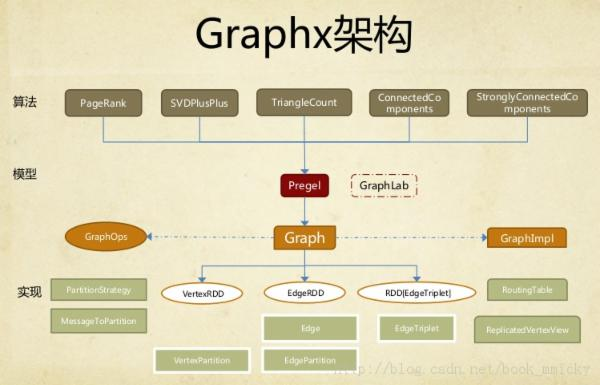 Graphx架构
算法
PageRank
SVDPlusPlus
TriangleCount
ConnectedCo
mponents
StronglyConnectedCo
mponents
模型
Pregel
GraphLab
GraphOps
Graph
GraphImpl
实现
PartitionStrategy
VertexRDD
EdgeRDD
RDD[EdgeTriplet]
RoutingTable
MessageToPartition
Edge
EdgeTriplet
ReplicatedVertexView
VertexPartition
EdgePartition
http://blog.csdn.net/book_mmicky